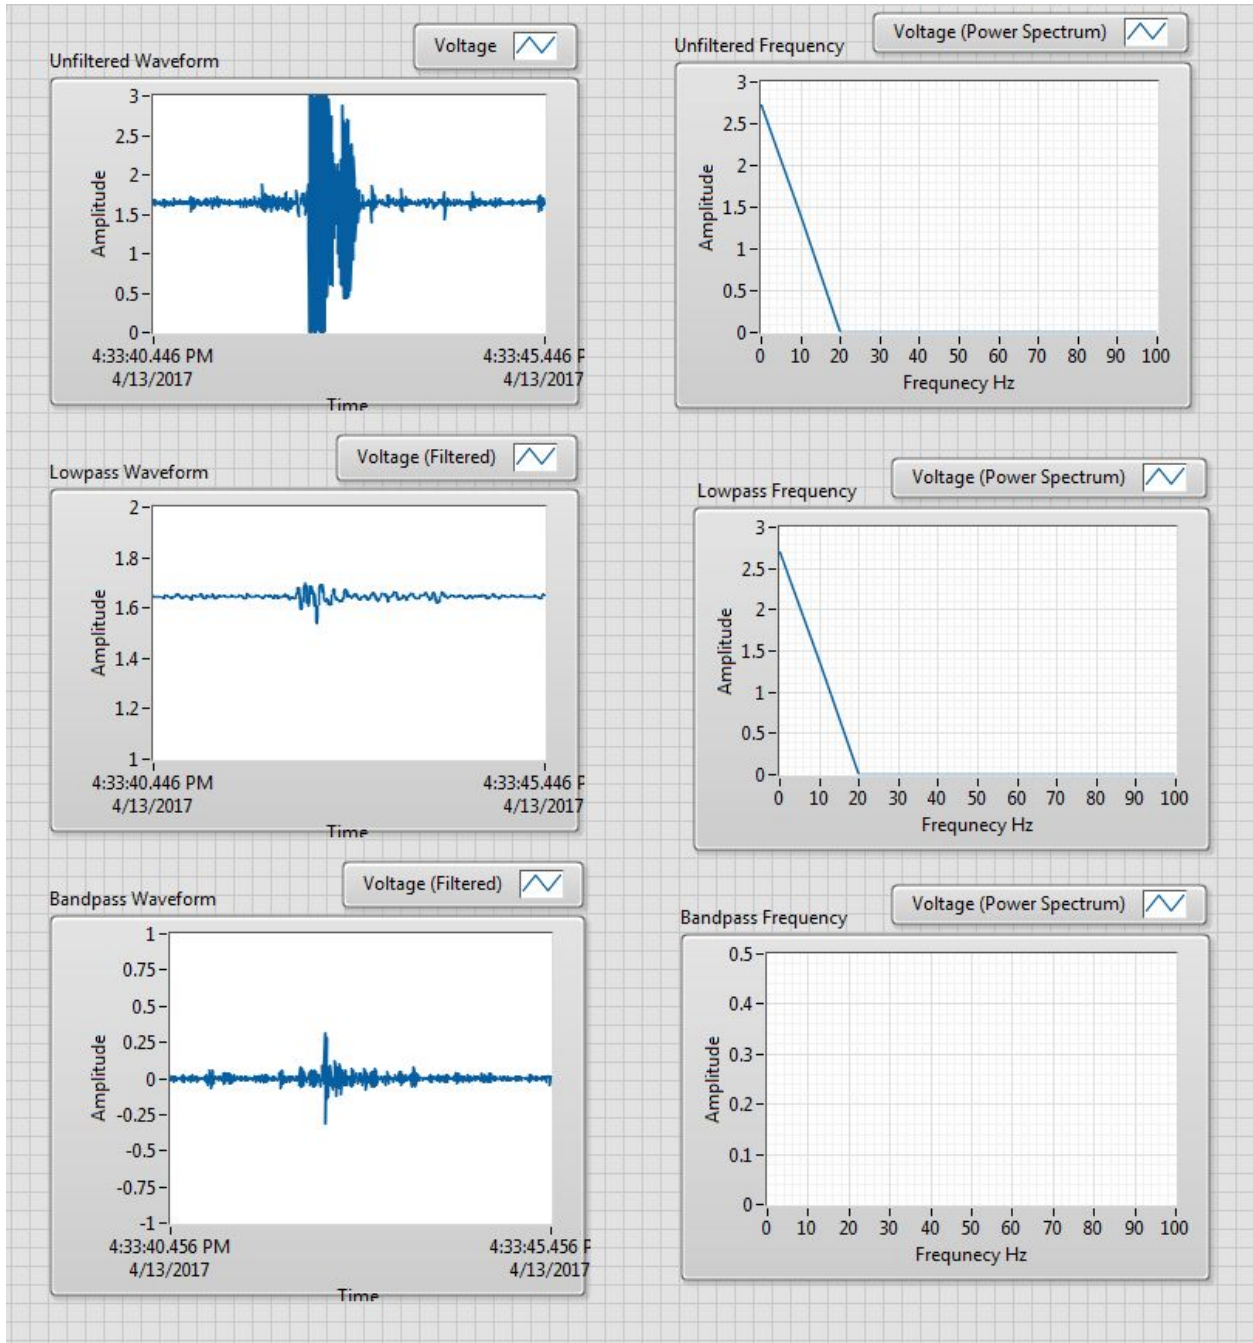 Unfiltered Waveform
Voltage
Amplitude
3
2.5
2
1.5
1
0.5
0
4:33:40.446 PM
4/13/2017
4:33:45.446 P
4/13/2017
Time
Unfiltered Frequency
Voltage (Power Spectrum)
Amplitude
3
2.5
2
1.5
1
0.5
0
0 10 20 30 40 50 60 70 80 90 100
Frequnecy Hz
Lowpass Waveform
Voltage (Filtered)
Amplitude
2
1.8
1.6
1.4
1.2
1
4:33:40.446 PM
4/13/2017
4:33:45.446 P
4/13/2017
Time
Lowpass Frequency
Voltage (Power Spectrum)
Amplitude
3
2.5
2
1.5
1
0.5
0
0 10 20 30 40 50 60 70 80 90 100
Frequnecy Hz
Bandpass Waveform
Voltage (Filtered)
Amplitude
1
0.75
0.5
0.25
0
-0.25
-0.5
-0.75
-1
4:33:40.456 PM
4/13/2017
4:33:45.456 P
4/13/2017
Time
Bandpass Frequency
Voltage (Power Spectrum)
Amplitude
0.5
0.4
0.3
0.2
0.1
0
0 10 20 30 40 50 60 70 80 90 100
Frequnecy Hz